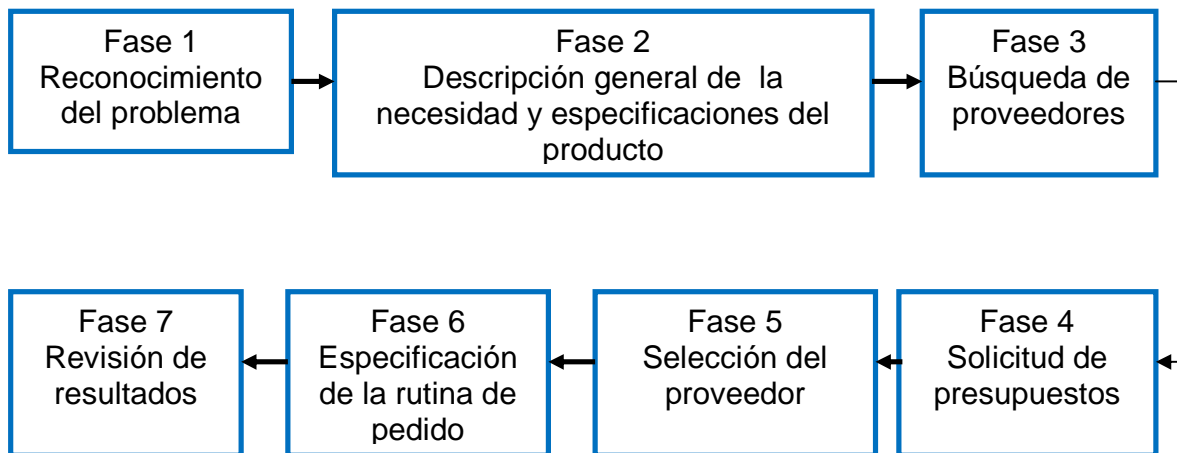 Fase 1
Reconocimiento
del problema
Fase 2
Descripción general de  la
necesidad y especificaciones del
producto
Fase 3
Búsqueda de
proveedores
Fase 7
Revisión de
resultados
Fase 6
Especificación
de la rutina de
pedido
Fase 5
Selección del
proveedor
Fase 4
Solicitud de
presupuestos